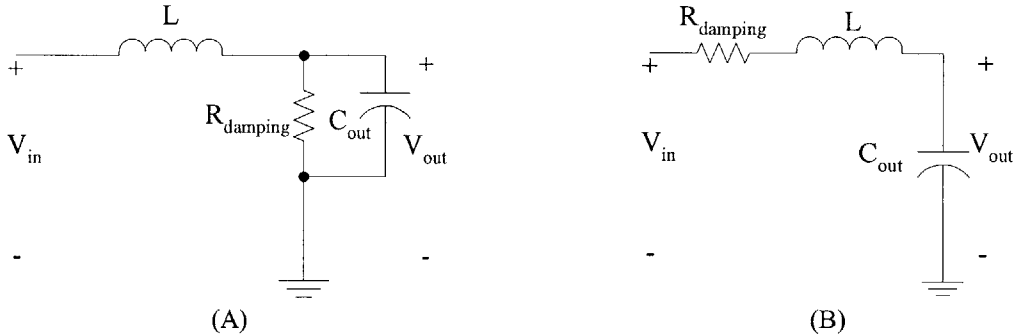 L
+
+
R_damping
C_out
V_in
V_out
-
-
(A)
R_damping
L
+
+
V_in
C_out
V_out
-
-
(B)